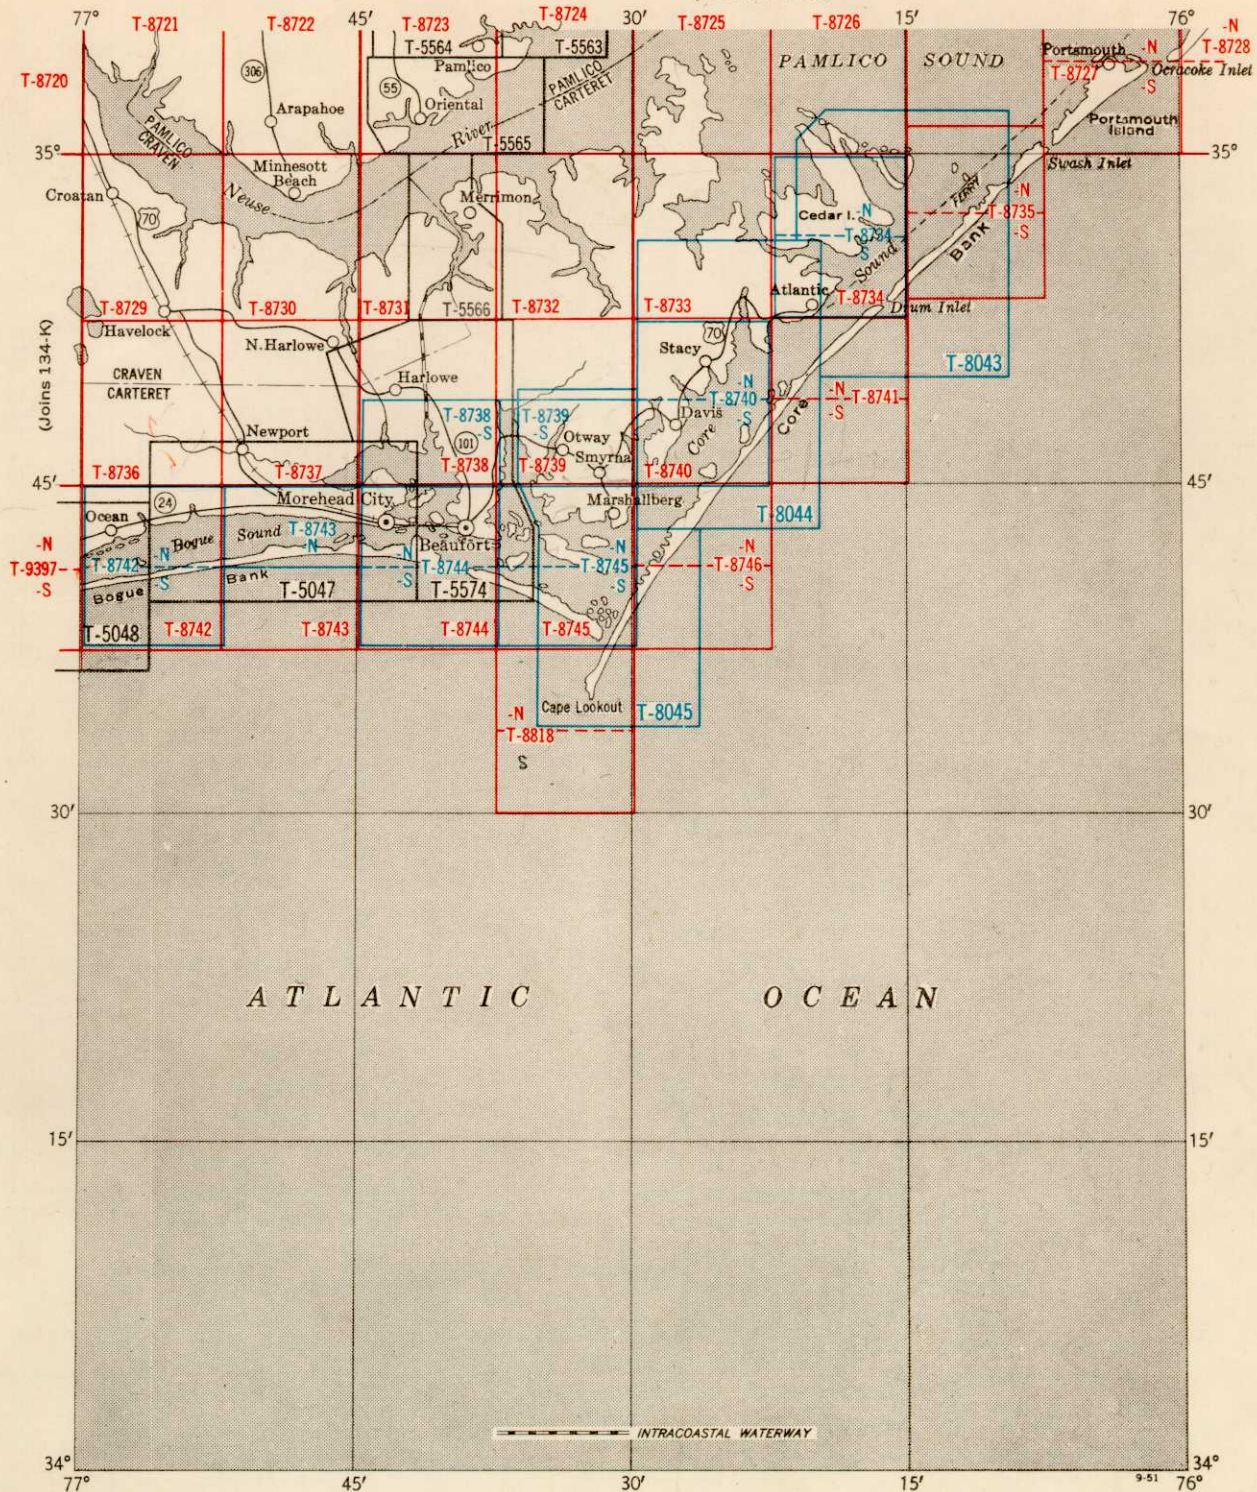 77°
T-8721
T-8722
45'
T-8723
T-8724
30'
T-8725
T-8726
15'
76°
-N
T-8728
T-5564
T-5563
Pamlico
306
T-8720
PAMLICO
CARTERET
PAMLICO SOUND
Portsmouth
-N
T-8727
-S
Ocracoke Inlet
55
Oriental
Arapahoe
PAMLICO
CRAVEN
River
T-5565
Portsmouth
Island
35°
35°
Minnesott
Beach
Swash Inlet
Croatan
Neuse
70
Merrimon
FERRY
Cedar I.
-N
T-8734
S
-N
T-8735
-S
Bank
Sound
Atlantic
T-8729
T-8730
T-8731
T-5566
T-8732
T-8733
T-8734
Drum Inlet
Havelock
N. Harlowe
70
Stacy
(Joins 134-K)
CRAVEN
CARTERET
Harlowe
T-8043
-N
T-8740
-S
-N
T-8741
-S
T-8738
-S
T-8739
-S
Davis
Core
Core
Newport
101
Otway
Smyrna
T-8736
T-8737
T-8738
T-8739
T-8740
45'
45'
24
Morehead City
Marshallberg
T-8044
Ocean
Bogue Sound
T-8743
-N
Beaufort
-N
T-9397
-S
T-8742
-N
-S
-N
-S
T-8744
-N
T-8745
-S
-N
T-8746
-S
Bogue
Bank
T-5047
T-5574
T-5048
T-8742
T-8743
T-8744
T-8745
Cape Lookout
T-8045
-N
T-8818
S
30'
30'
ATLANTIC OCEAN
15'
15'
INTRACOASTAL WATERWAY
34°
34°
77°
45'
30'
15'
9-51
76°